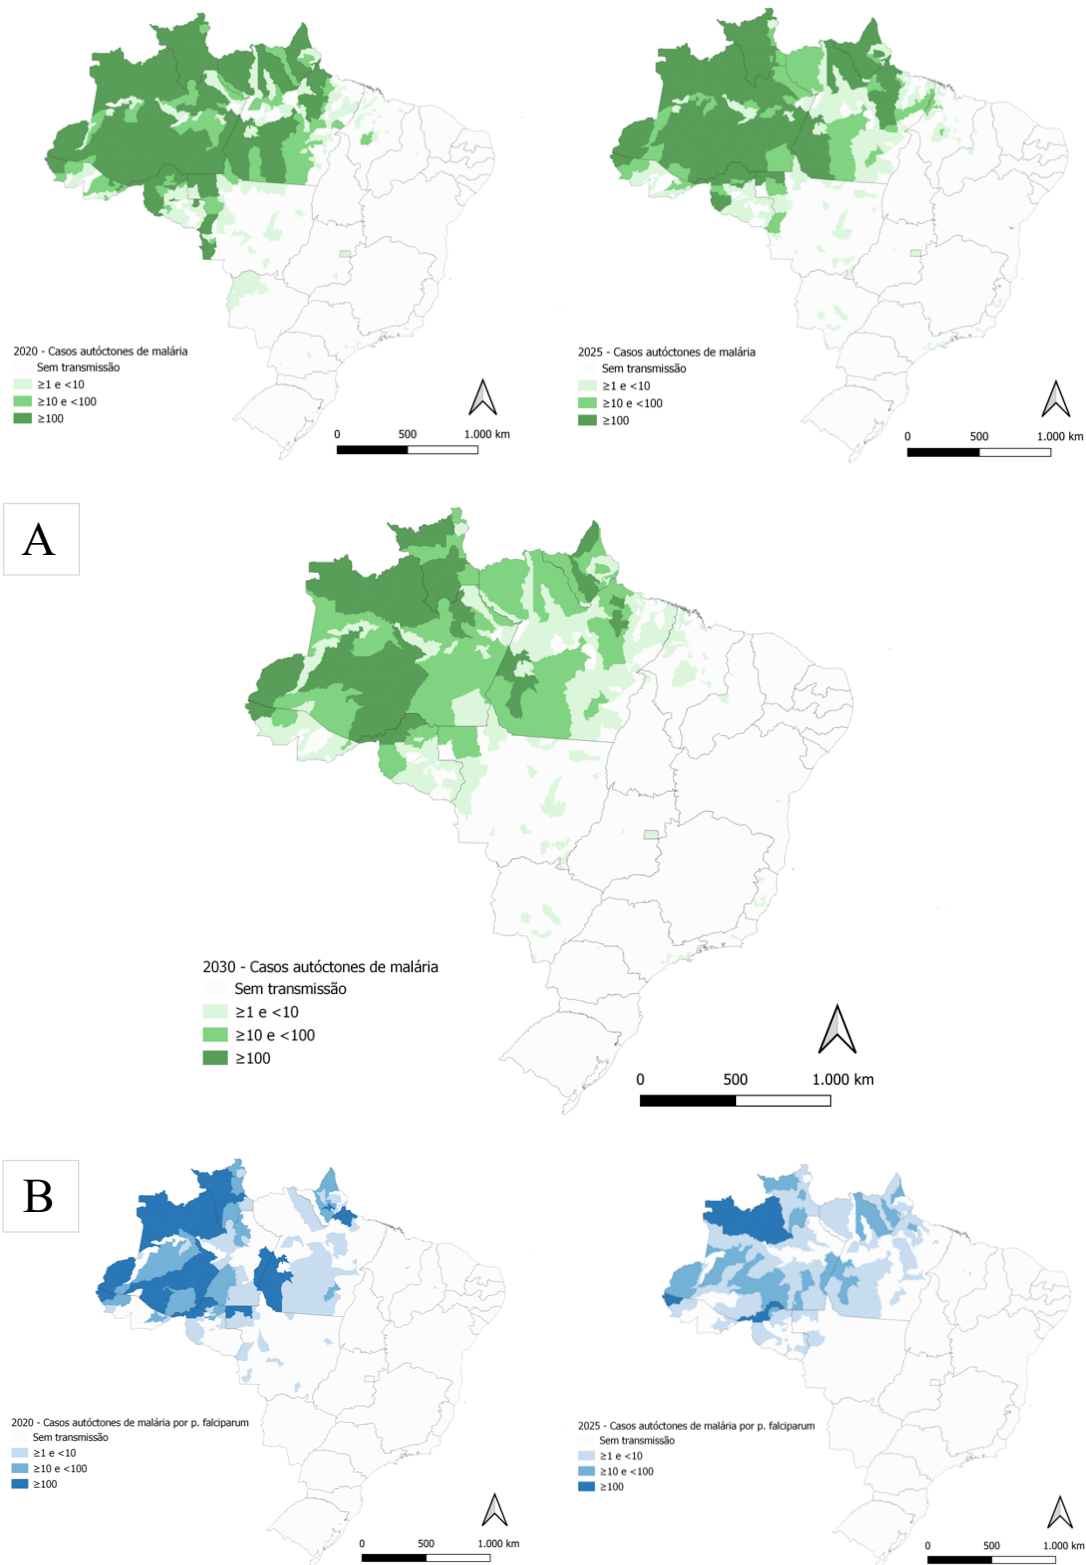 2020 - Casos autóctones de malária
Sem transmissão
≥1 e <10
≥10 e <100
≥100
0 500 1.000 km
2025 - Casos autóctones de malária
Sem transmissão
≥1 e <10
≥10 e <100
≥100
0 500 1.000 km
A
2030 - Casos autóctones de malária
Sem transmissão
≥1 e <10
≥10 e <100
≥100
0 500 1.000 km
B
2020 - Casos autóctones de malária por p. falciparum
Sem transmissão
≥1 e <10
≥10 e <100
≥100
0 500 1.000 km
2025 - Casos autóctones de malária por p. falciparum
Sem transmissão
≥1 e <10
≥10 e <100
≥100
0 500 1.000 km